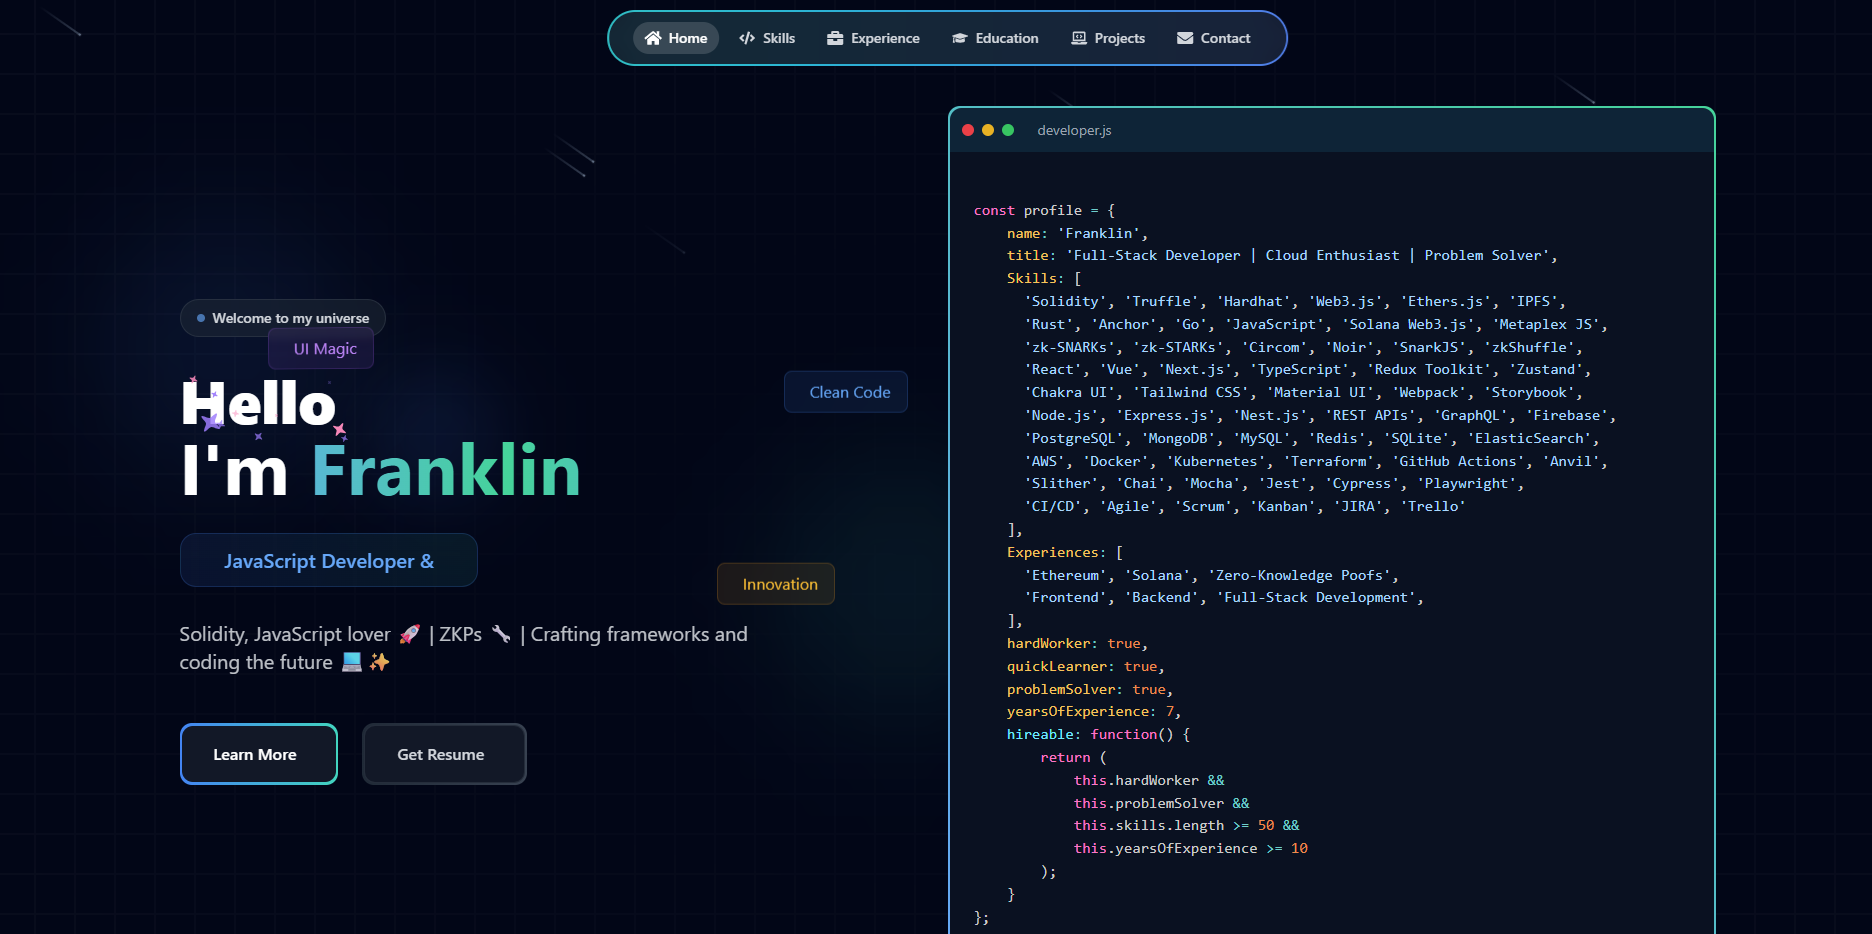 Home Skills Experience Education Projects Contact
Welcome to my universe
UI Magic
Hello
I'm Franklin
Clean Code
JavaScript Developer &
Innovation
Solidity, JavaScript lover 🚀 | ZKPs 🔧 | Crafting frameworks and
coding the future 💻 ✨
Learn More Get Resume
developer.js
const profile = {
    name: 'Franklin',
    title: 'Full-Stack Developer | Cloud Enthusiast | Problem Solver',
    Skills: [
      'Solidity', 'Truffle', 'Hardhat', 'Web3.js', 'Ethers.js', 'IPFS',
      'Rust', 'Anchor', 'Go', 'JavaScript', 'Solana Web3.js', 'Metaplex JS',
      'zk-SNARKs', 'zk-STARKs', 'Circom', 'Noir', 'SnarkJS', 'zkShuffle',
      'React', 'Vue', 'Next.js', 'TypeScript', 'Redux Toolkit', 'Zustand',
      'Chakra UI', 'Tailwind CSS', 'Material UI', 'Webpack', 'Storybook',
      'Node.js', 'Express.js', 'Nest.js', 'REST APIs', 'GraphQL', 'Firebase',
      'PostgreSQL', 'MongoDB', 'MySQL', 'Redis', 'SQLite', 'ElasticSearch',
      'AWS', 'Docker', 'Kubernetes', 'Terraform', 'GitHub Actions', 'Anvil',
      'Slither', 'Chai', 'Mocha', 'Jest', 'Cypress', 'Playwright',
      'CI/CD', 'Agile', 'Scrum', 'Kanban', 'JIRA', 'Trello'
    ],
    Experiences: [
      'Ethereum', 'Solana', 'Zero-Knowledge Poofs',
      'Frontend', 'Backend', 'Full-Stack Development',
    ],
    hardWorker: true,
    quickLearner: true,
    problemSolver: true,
    yearsOfExperience: 7,
    hireable: function() {
        return (
            this.hardWorker &&
            this.problemSolver &&
            this.skills.length >= 50 &&
            this.yearsOfExperience >= 10
        );
    }
};